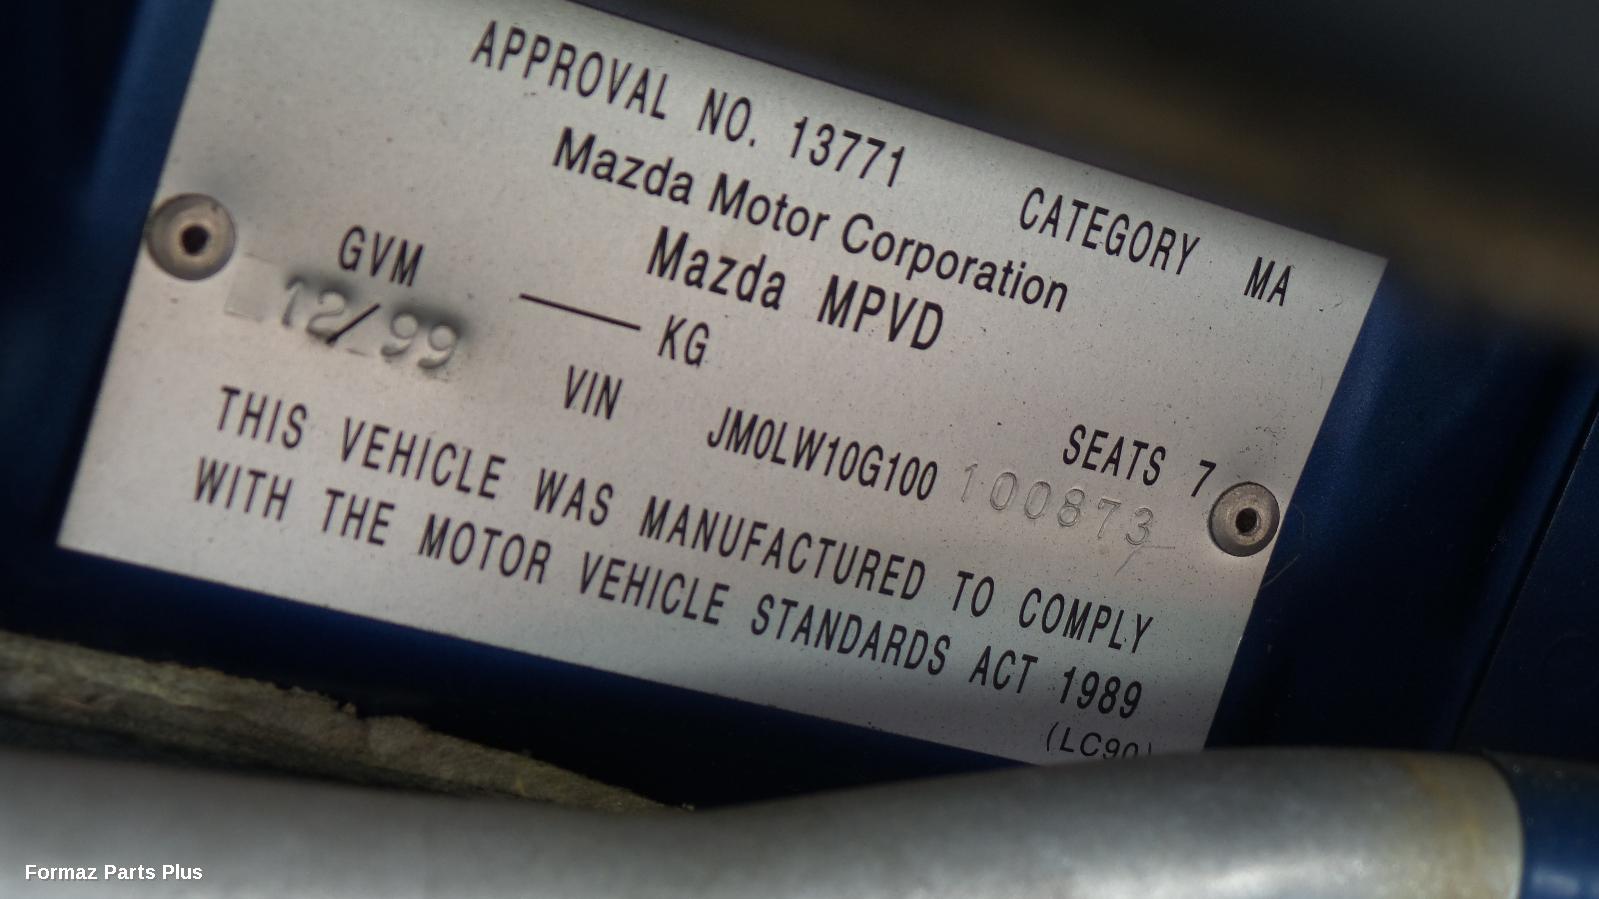 APPROVAL NO. 13771 CATEGORY MA
Mazda Motor Corporation
Mazda MPVD
GVM —— KG SEATS 7
12/99
VIN JM0LW10G100 100873
THIS VEHICLE WAS MANUFACTURED TO COMPLY
WITH THE MOTOR VEHICLE STANDARDS ACT 1989
(LC90)
Formaz Parts Plus